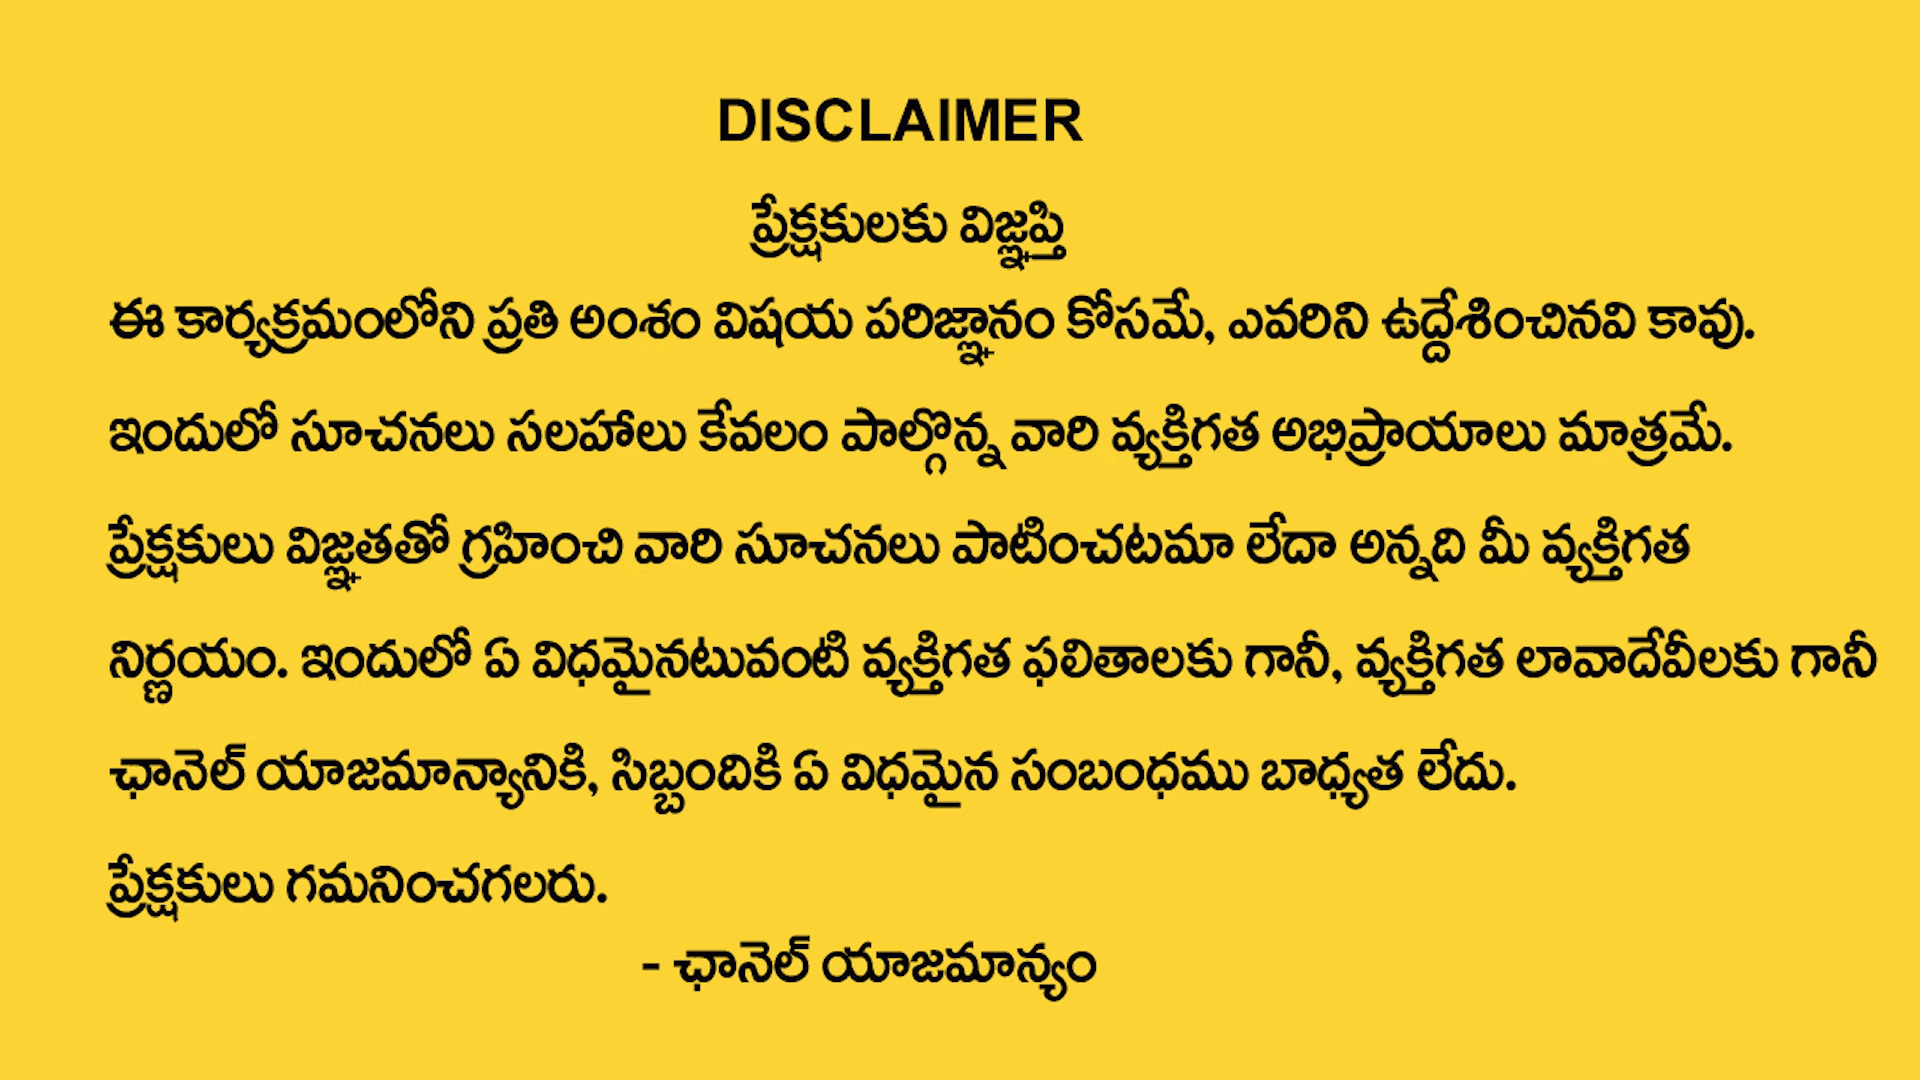 DISCLAIMER
ప్రేక్షకులకు విజ్ఞప్తి
ఈ కార్యక్రమంలోని ప్రతి అంశం విషయ పరిజ్ఞానం కోసమే, ఎవరిని ఉద్దేశించినవి కావు.
ఇందులో సూచనలు సలహాలు కేవలం పాల్గొన్న వారి వ్యక్తిగత అభిప్రాయాలు మాత్రమే.
ప్రేక్షకులు విజ్ఞతతో గ్రహించి వారి సూచనలు పాటించటమా లేదా అన్నది మీ వ్యక్తిగత
నిర్ణయం. ఇందులో ఏ విధమైనటువంటి వ్యక్తిగత ఫలితాలకు గానీ, వ్యక్తిగత లావాదేవీలకు గానీ
ఛానెల్ యాజమాన్యానికి, సిబ్బందికి ఏ విధమైన సంబంధము బాధ్యత లేదు.
ప్రేక్షకులు గమనించగలరు.
- ఛానెల్ యాజమాన్యం